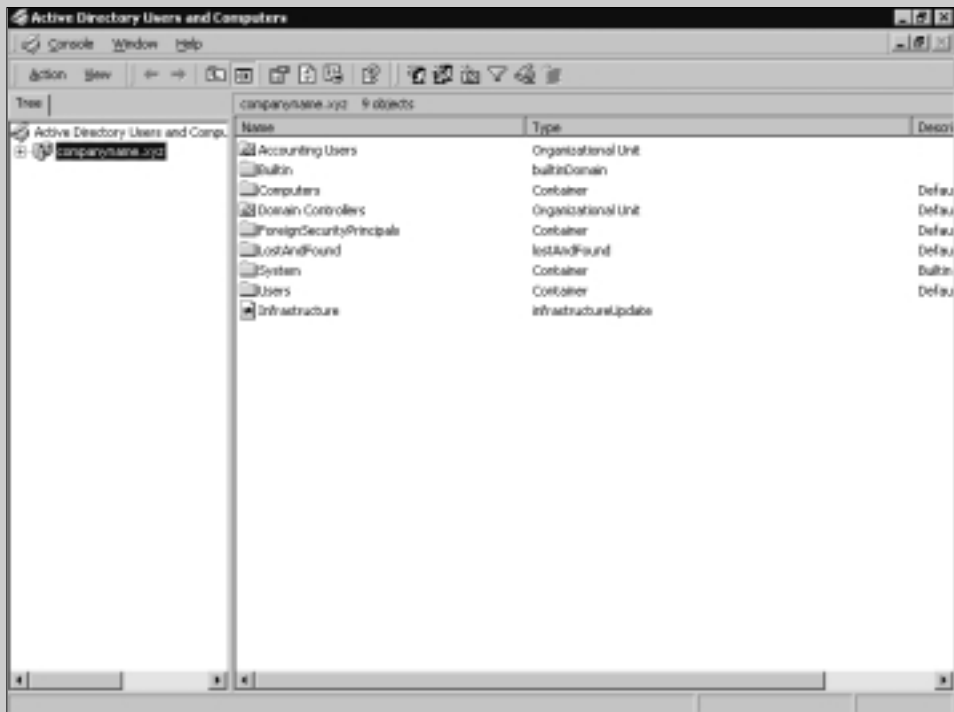 Active Directory Users and Computers
Console Window Help
Action View
Tree
companyname.xyz 9 objects
Active Directory Users and Compu
companyname.xyz
Name Type Descri
Accounting Users Organizational Unit
Builtin builtinDomain
Computers Container Defau
Domain Controllers Organizational Unit Defau
ForeignSecurityPrincipals Container Defau
LostAndFound lostAndFound Defau
System Container Builtin
Users Container Defau
Infrastructure infrastructureUpdate